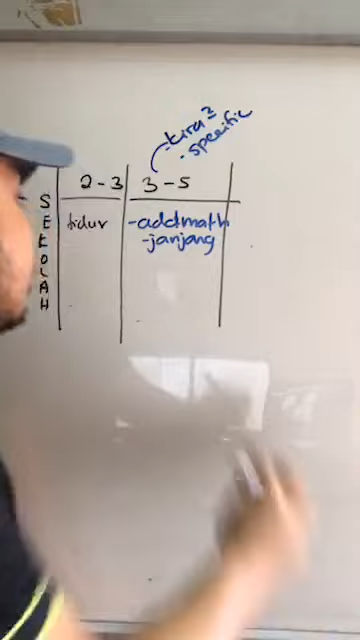 -kira²
- specific
2-3
3-5
SEKOLAH
tidur
-addmath
-janjang